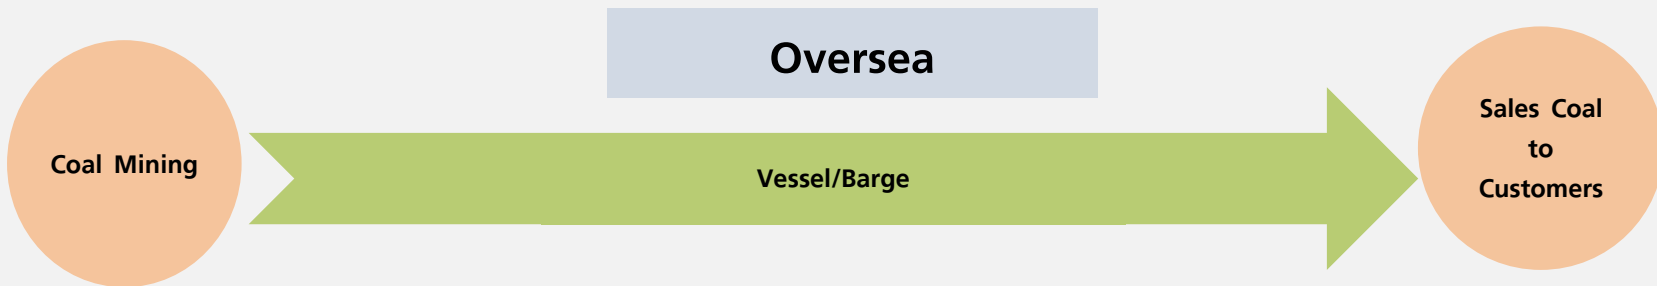 Oversea
Coal Mining
Vessel/Barge
Sales Coal
to
Customers